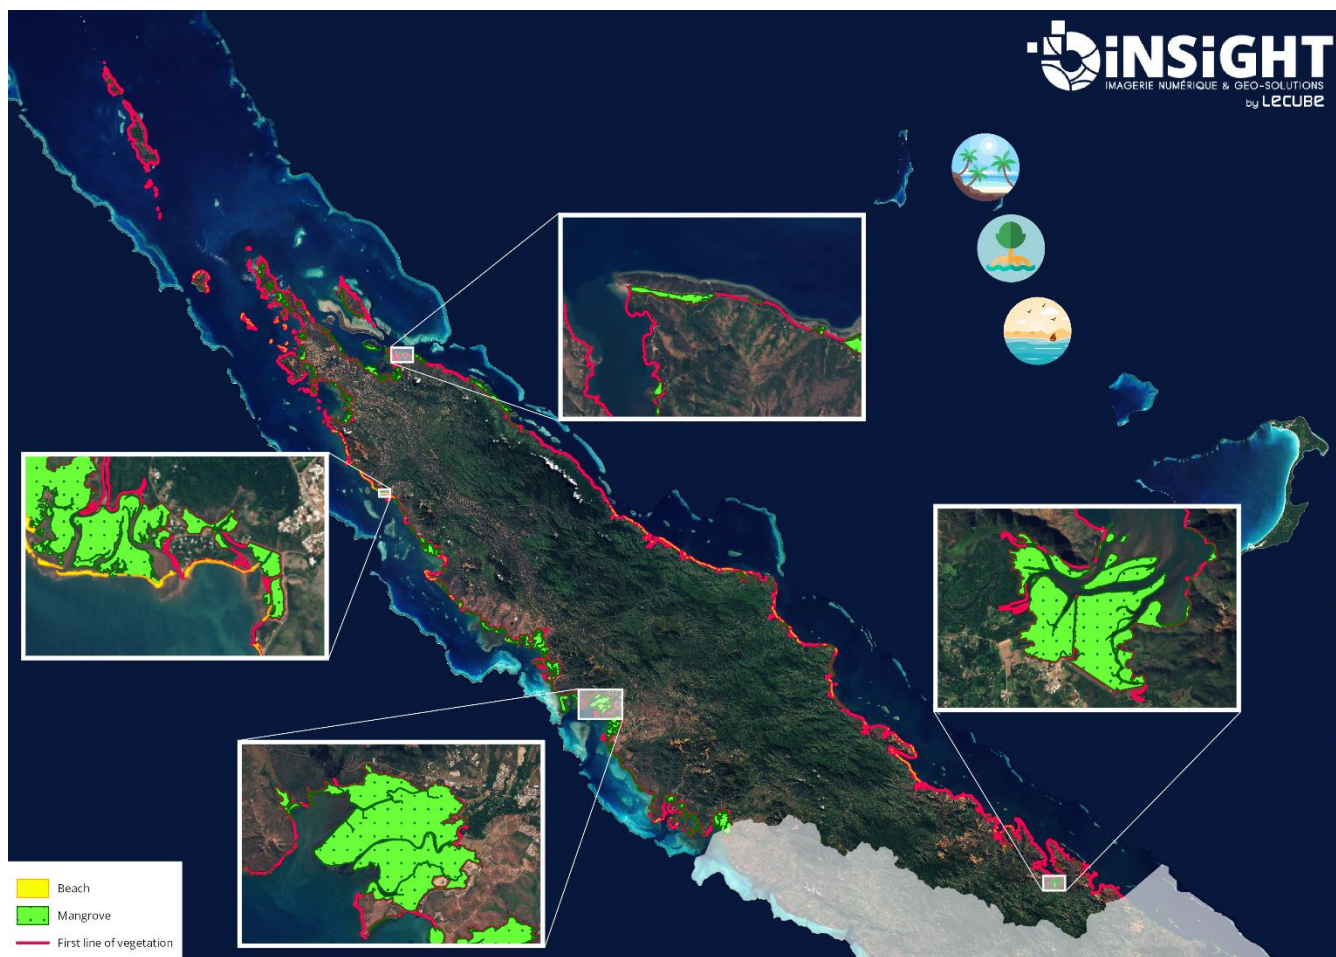 iNSiGHT
IMAGERIE NUMÉRIQUE & GEO-SOLUTIONS
by LECUBE
Beach
Mangrove
First line of vegetation